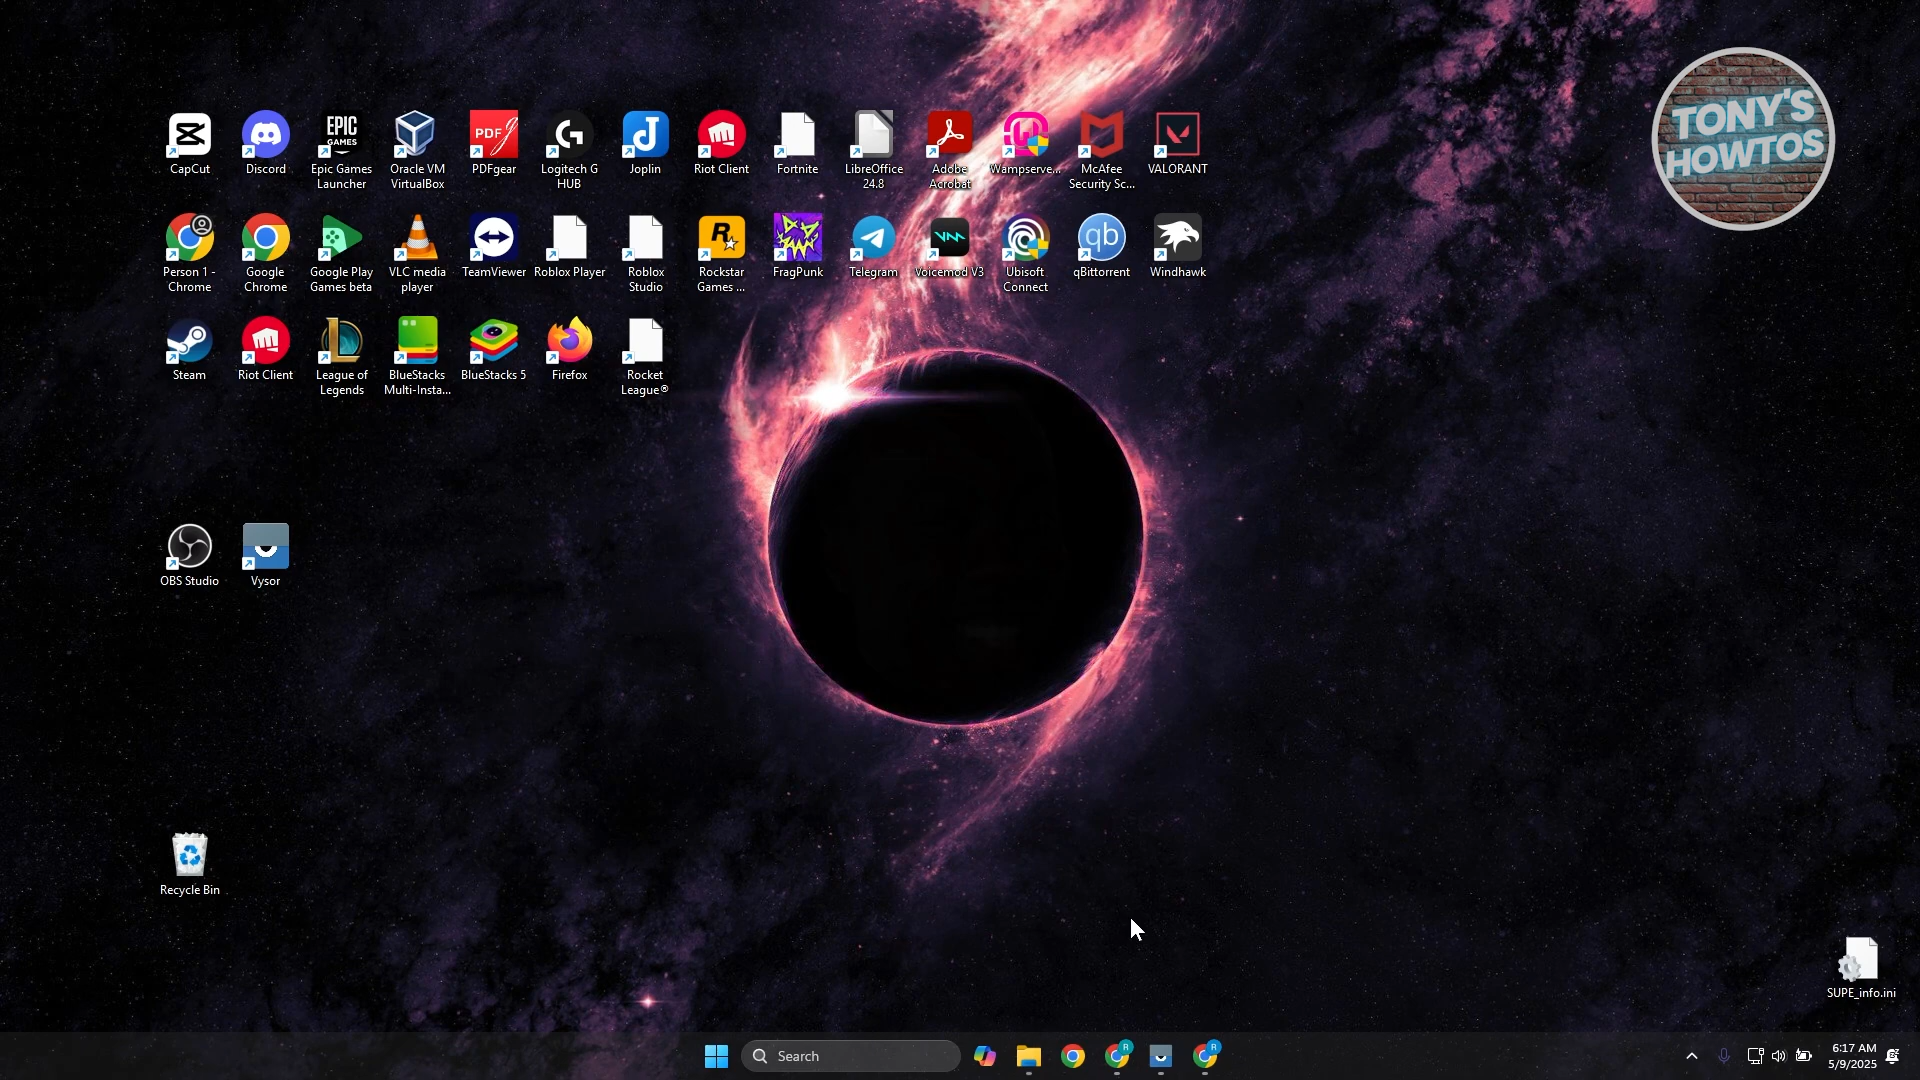 TONY'S
HOWTOS
CapCut
Discord
Epic Games
Launcher
Oracle VM
VirtualBox
PDFgear
Logitech G
HUB
Joplin
Riot Client
Fortnite
LibreOffice
24.8
Adobe
Acrobat
Wampserve...
McAfee
Security Sc...
VALORANT
Person 1 -
Chrome
Google
Chrome
Google Play
Games beta
VLC media
player
TeamViewer
Roblox Player
Roblox
Studio
Rockstar
Games ...
FragPunk
Telegram
Voicemod V3
Ubisoft
Connect
qBittorrent
Windhawk
Steam
Riot Client
League of
Legends
BlueStacks
Multi-Insta...
BlueStacks 5
Firefox
Rocket
League®
OBS Studio
Vysor
Recycle Bin
SUPE_info.ini
Search
6:17 AM
5/9/2025
EPIC
GAMES
PDF
R
qb
R
R